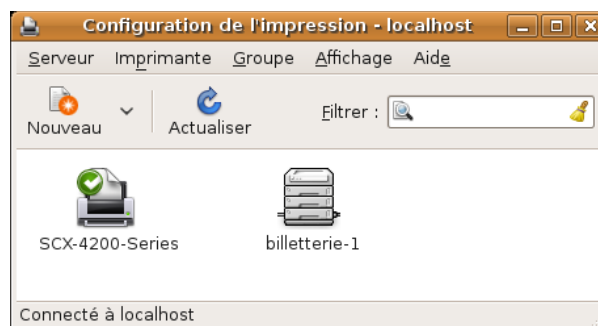 Configuration de l'impression - localhost
Serveur Imprimante Groupe Affichage Aide
Nouveau Actualiser Filtrer :
SCX-4200-Series billetterie-1
Connecté à localhost